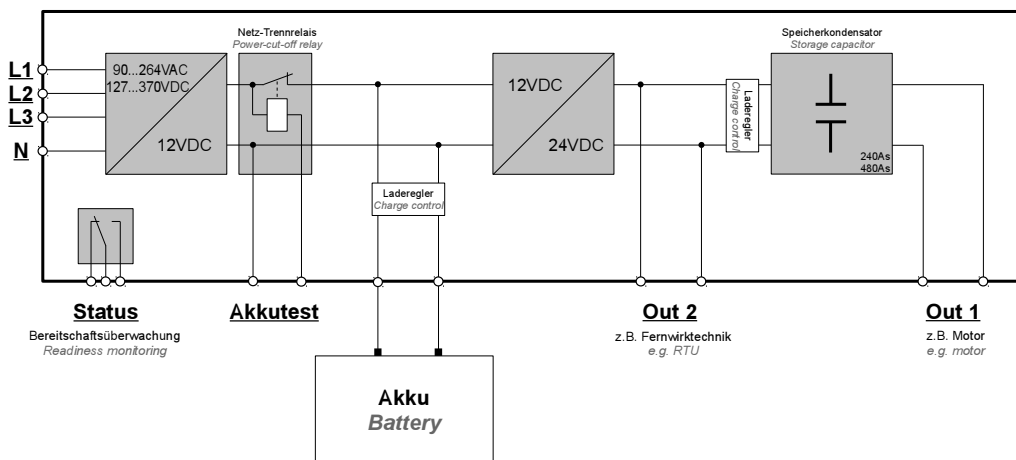 Netz-Trennrelais
Power-cut-off relay
Speicherkondensator
Storage capacitor
L1
L2
L3
N
90...264VAC
127...370VDC
12VDC
12VDC
24VDC
Laderegler
Charge control
240As
480As
Laderegler
Charge control
Status
Bereitschaftsüberwachung
Readiness monitoring
Akkutest
Out 2
z.B. Fernwirktechnik
e.g. RTU
Out 1
z.B. Motor
e.g. motor
Akku
Battery